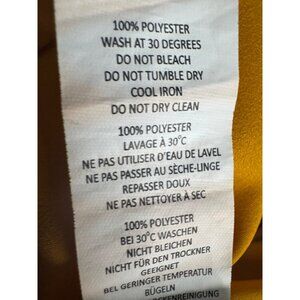 100% POLYESTER
WASH AT 30 DEGREES
DO NOT BLEACH
DO NOT TUMBLE DRY
COOL IRON
DO NOT DRY CLEAN
100% POLYESTER
LAVAGE À 30°C
NE PAS UTILISER D'EAU DE LAVEL
NE PAS PASSER AU SÈCHE-LINGE
REPASSER DOUX
NE PAS NETTOYER À SEC
100% POLYESTER
BEI 30°C WASCHEN
NICHT BLEICHEN
NICHT FÜR DEN TROCKNER
GEEIGNET
BEI GERINGER TEMPERATUR
BÜGELN